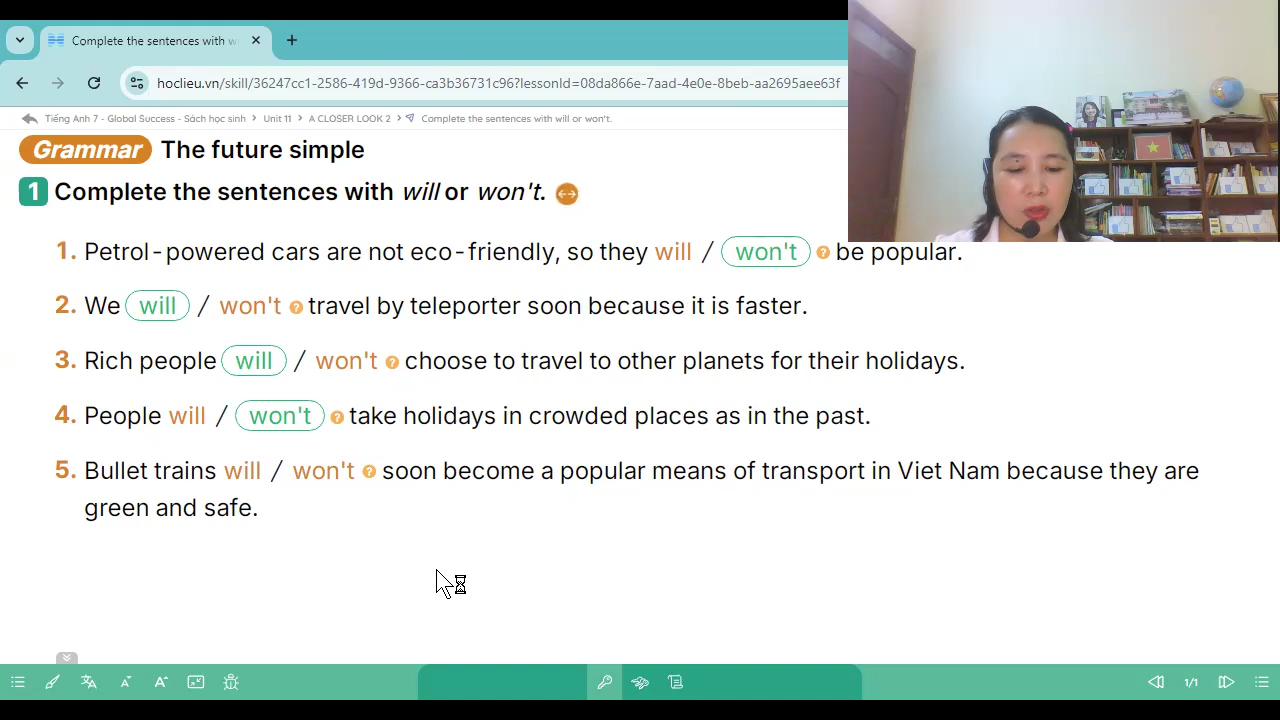 Complete the sentences with w
hoclieu.vn/skill/36247cc1-2586-419d-9366-ca3b36731c96?lessonId=08da866e-7aad-4e0e-8beb-aa2695aee63f
Tiếng Anh 7 - Global Success - Sách học sinh > Unit 11 > A CLOSER LOOK 2 > Complete the sentences with will or won't.
Grammar The future simple
1 Complete the sentences with will or won't.
1. Petrol-powered cars are not eco-friendly, so they will / won't ? be popular.
2. We will / won't ? travel by teleporter soon because it is faster.
3. Rich people will / won't ? choose to travel to other planets for their holidays.
4. People will / won't ? take holidays in crowded places as in the past.
5. Bullet trains will / won't ? soon become a popular means of transport in Viet Nam because they are
green and safe.
1/1